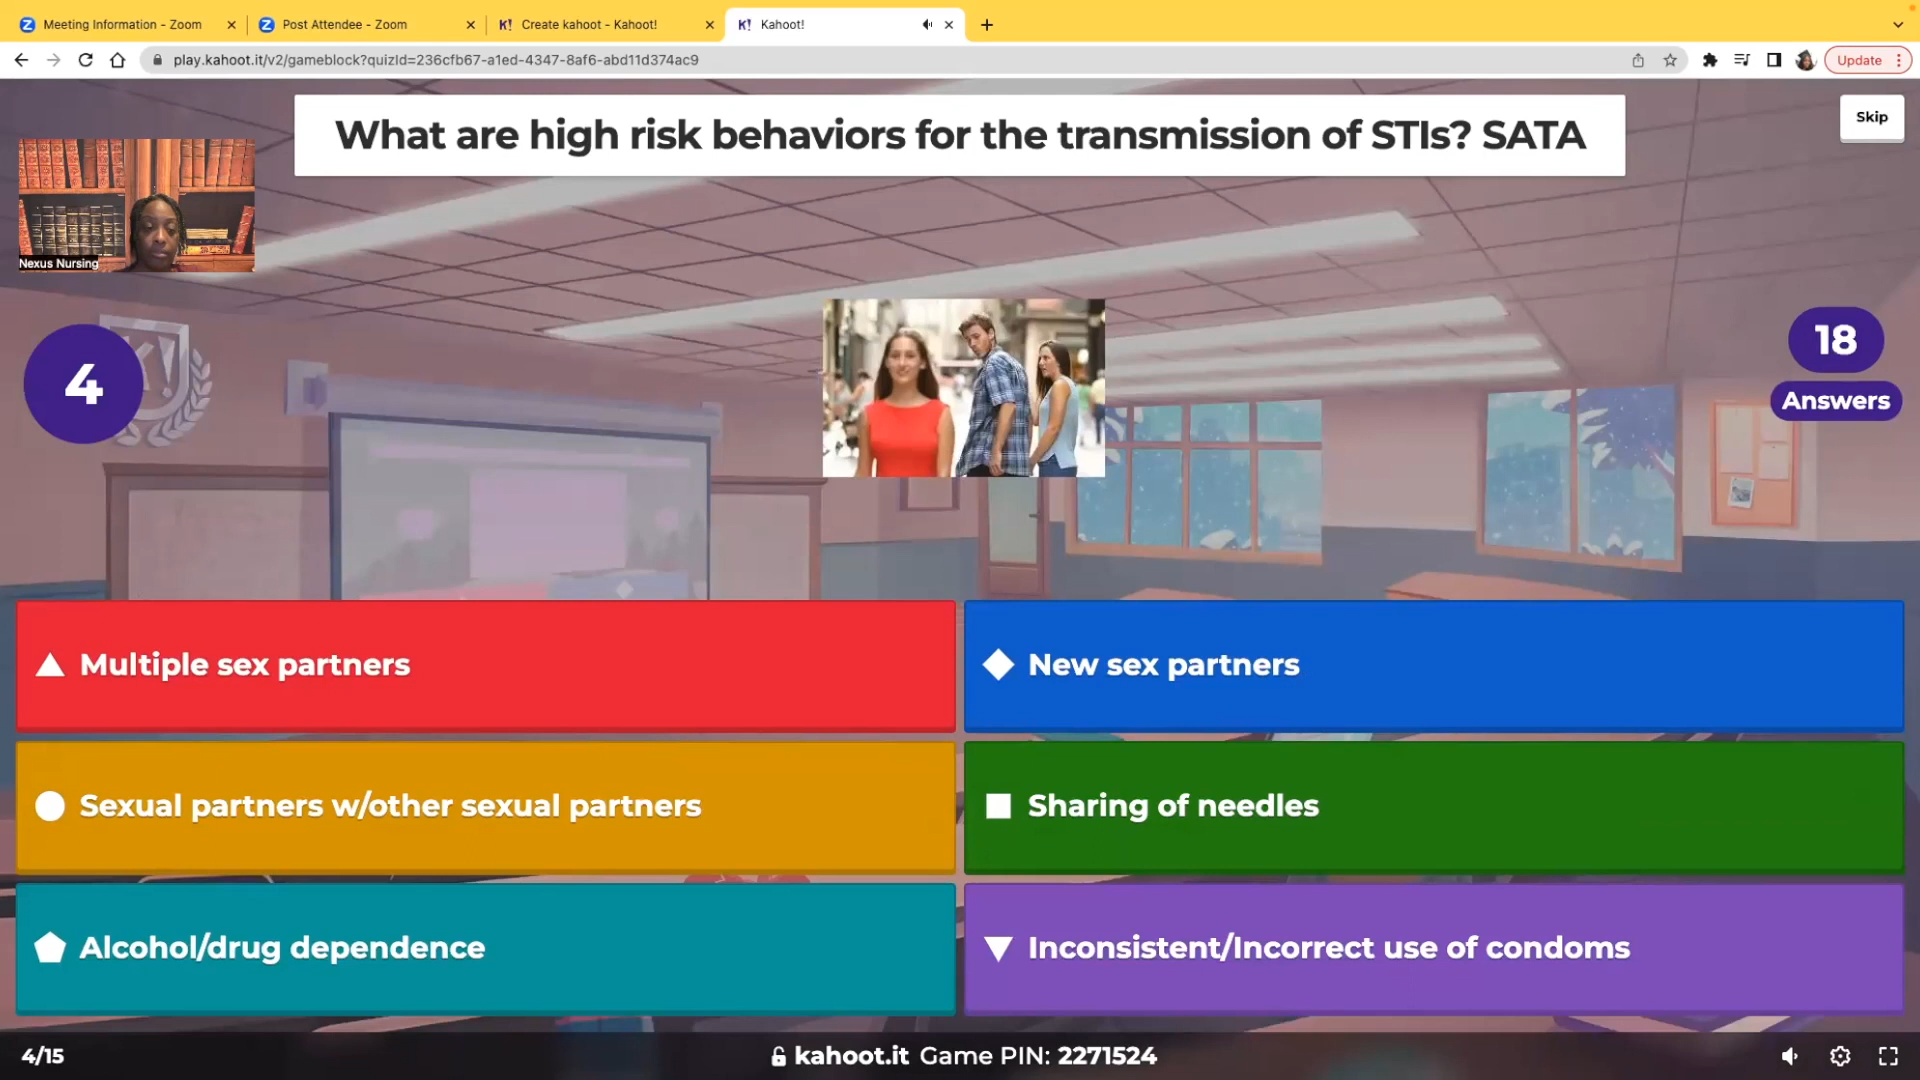 Meeting Information - Zoom
Post Attendee - Zoom
K! Create kahoot - Kahoot!
K! Kahoot!
play.kahoot.it/v2/gameblock?quizId=236cfb67-a1ed-4347-8af6-abd11d374ac9
Update
What are high risk behaviors for the transmission of STIs? SATA
Skip
Nexus Nursing
4
18
Answers
Multiple sex partners
New sex partners
Sexual partners w/other sexual partners
Sharing of needles
Alcohol/drug dependence
Inconsistent/Incorrect use of condoms
4/15
kahoot.it Game PIN: 2271524